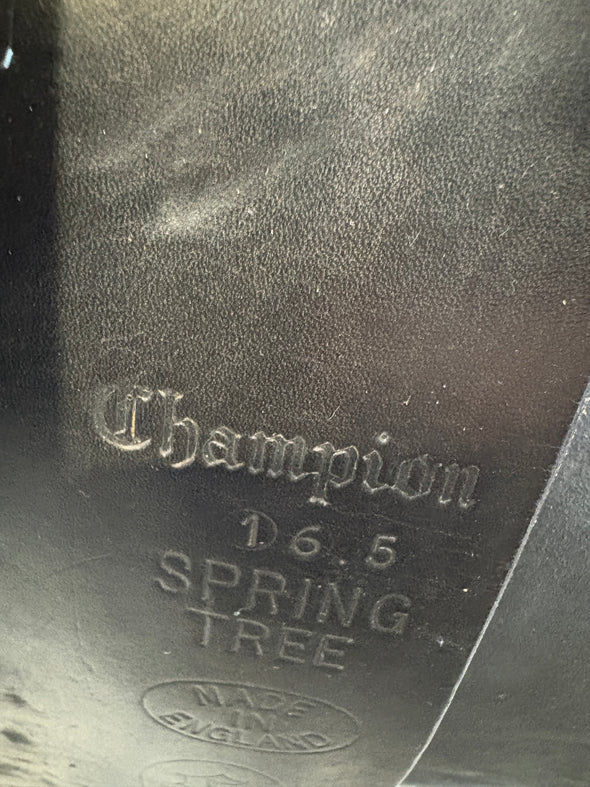 Champion
16.5
SPRING
TREE
MADE
IN
ENGLAND